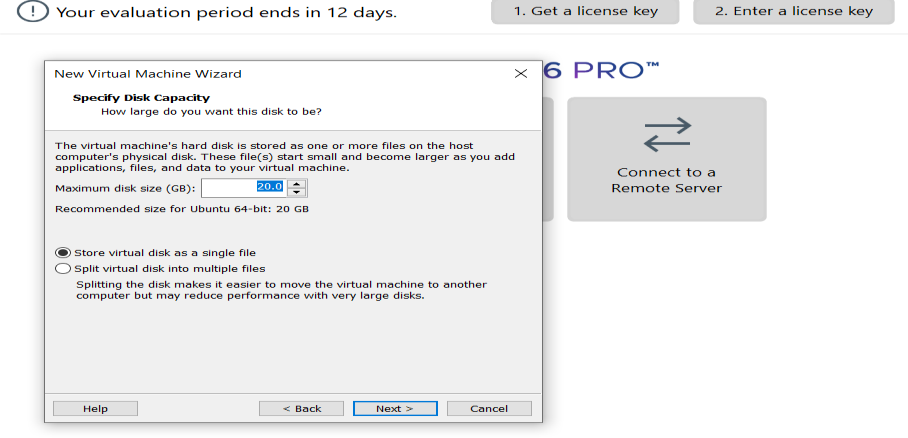 ! Your evaluation period ends in 12 days.
1. Get a license key
2. Enter a license key
6 PRO™
New Virtual Machine Wizard
Specify Disk Capacity
How large do you want this disk to be?
The virtual machine's hard disk is stored as one or more files on the host
computer's physical disk. These file(s) start small and become larger as you add
applications, files, and data to your virtual machine.
Maximum disk size (GB): 20.0
Recommended size for Ubuntu 64-bit: 20 GB
Store virtual disk as a single file
Split virtual disk into multiple files
Splitting the disk makes it easier to move the virtual machine to another
computer but may reduce performance with very large disks.
Help
< Back
Next >
Cancel
Connect to a
Remote Server